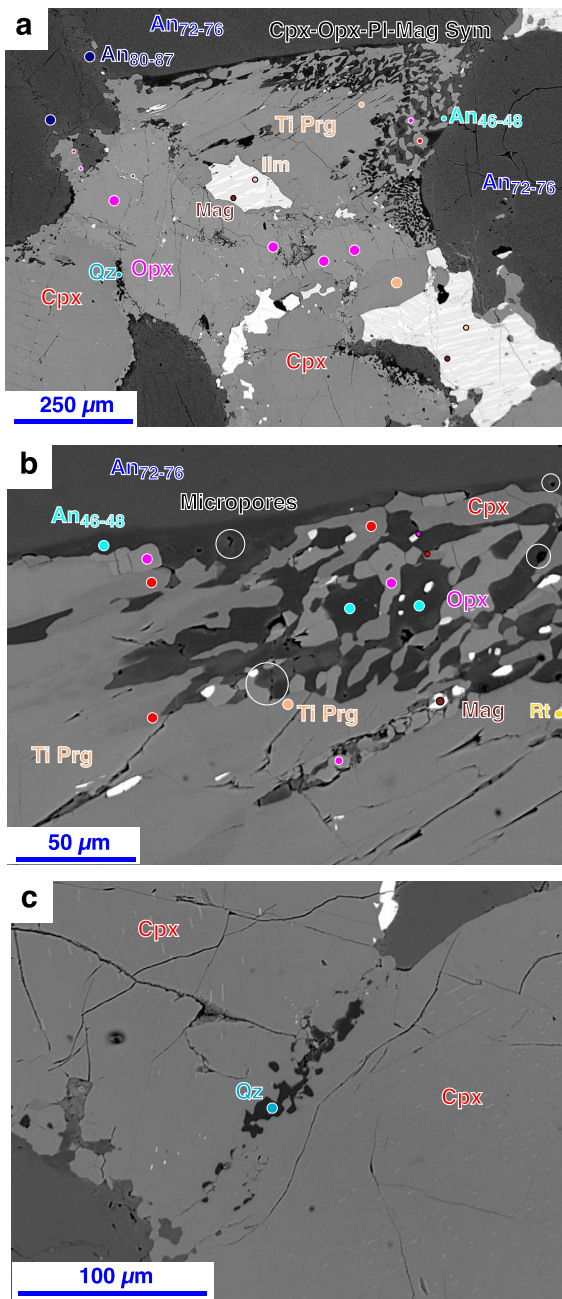 a
An72-76
Cpx-Opx-Pl-Mag Sym
An80-87
Ti Prg
An46-48
Ilm
An72-76
Mag
Qz
Opx
Cpx
Cpx
250 µm
b
An72-76
Micropores
An46-48
Cpx
Opx
Ti Prg
Mag
Rt
Ti Prg
50 µm
c
Cpx
Qz
Cpx
100 µm